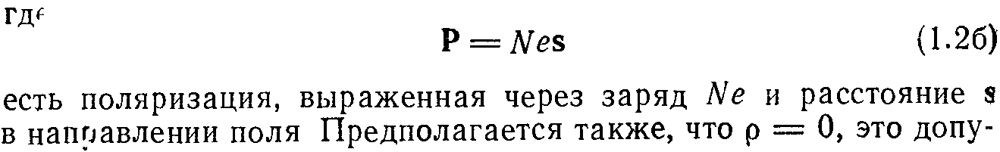 где
P = Nes (1.2б)
есть поляризация, выраженная через заряд Ne и расстояние s
в направлении поля Предполагается также, что ρ = 0, это допу-